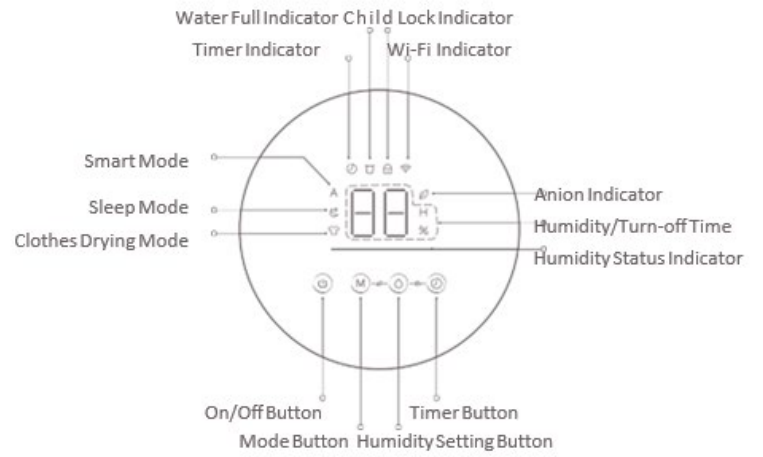 Water Full Indicator Child Lock Indicator
Timer Indicator Wi-Fi Indicator
Smart Mode A
Anion Indicator
Sleep Mode 88 H
Humidity/Turn-off Time
Clothes Drying Mode %
Humidity Status Indicator
M
On/Off Button Timer Button
Mode Button Humidity Setting Button